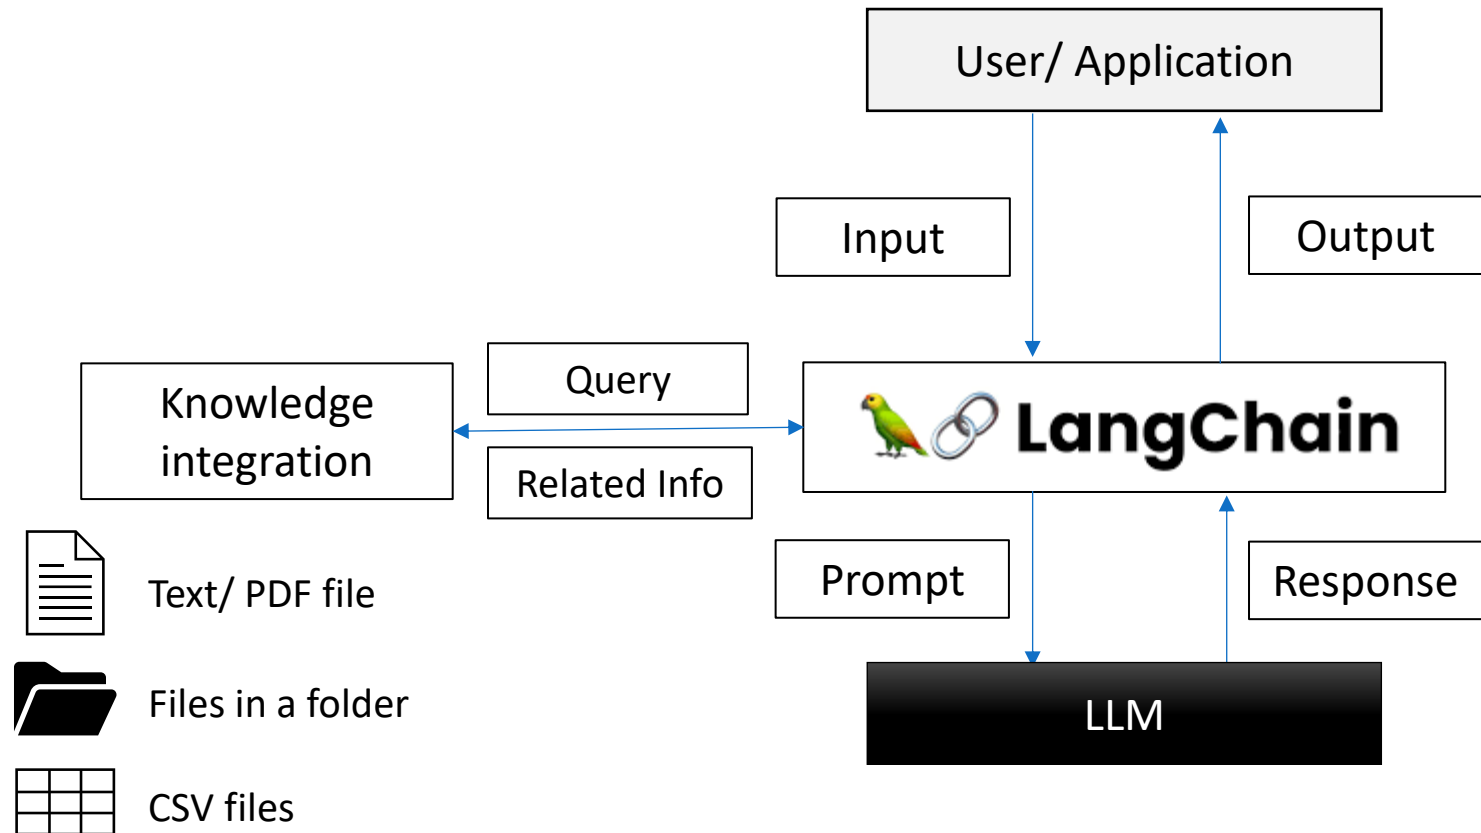 User/ Application
Input
Output
Query
Knowledge
integration
LangChain
Related Info
Prompt
Response
Text/ PDF file
Files in a folder
LLM
CSV files